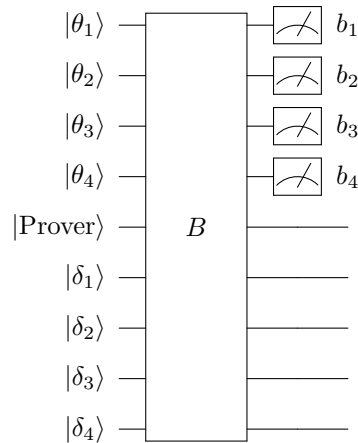 |θ₁⟩ b₁
|θ₂⟩ b₂
|θ₃⟩ b₃
|θ₄⟩ b₄
|Prover⟩ B
|δ₁⟩
|δ₂⟩
|δ₃⟩
|δ₄⟩